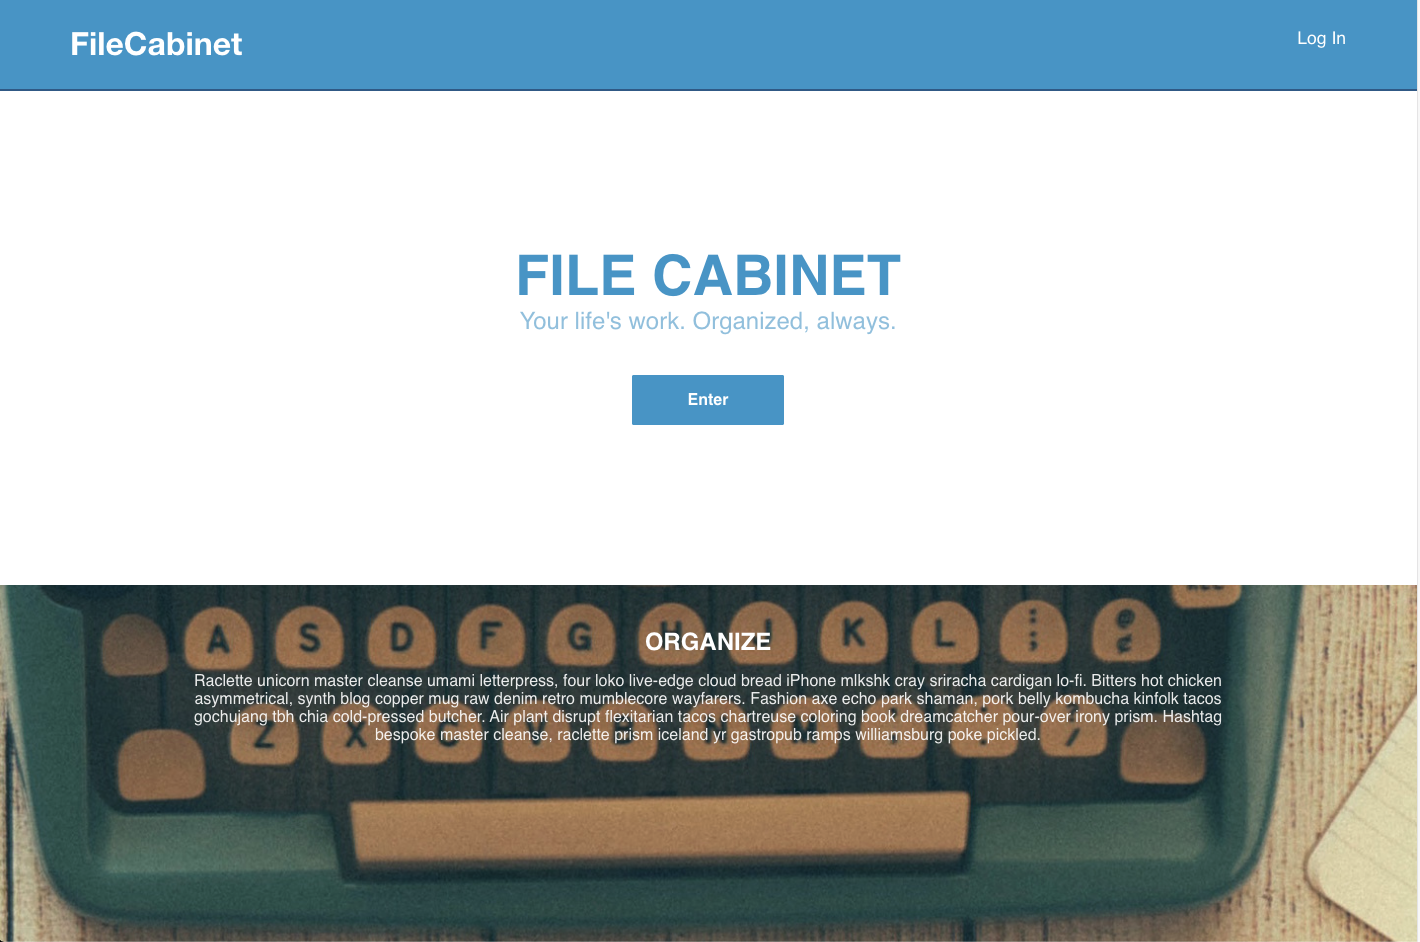 FileCabinet
Log In
FILE CABINET
Your life's work. Organized, always.
Enter
A S D F G H J K L ; : @ ¢
ORGANIZE
Raclette unicorn master cleanse umami letterpress, four loko live-edge cloud bread iPhone mlkshk cray sriracha cardigan lo-fi. Bitters hot chicken
asymmetrical, synth blog copper mug raw denim retro mumblecore wayfarers. Fashion axe echo park shaman, pork belly kombucha kinfolk tacos
gochujang tbh chia cold-pressed butcher. Air plant disrupt flexitarian tacos chartreuse coloring book dreamcatcher pour-over irony prism. Hashtag
bespoke master cleanse, raclette prism iceland yr gastropub ramps williamsburg poke pickled.
Z X C V B N M /